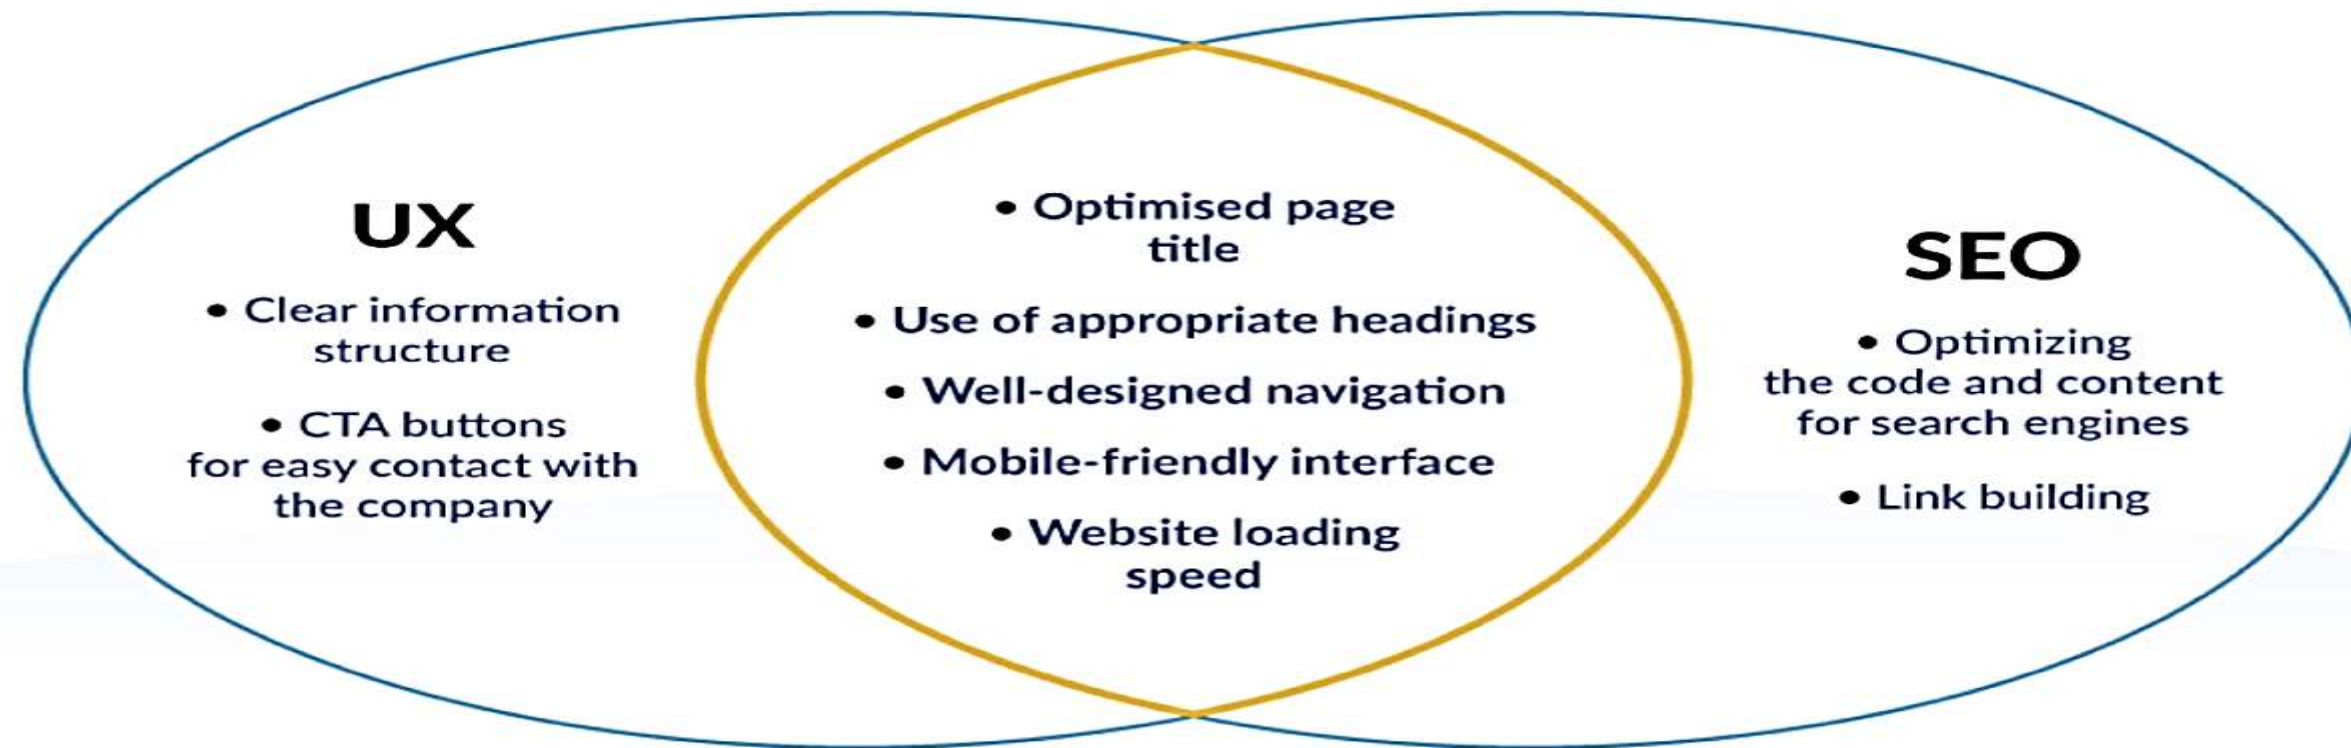 UX
• Clear information
structure
• CTA buttons
for easy contact with
the company
• Optimised page
title
• Use of appropriate headings
• Well-designed navigation
• Mobile-friendly interface
• Website loading
speed
SEO
• Optimizing
the code and content
for search engines
• Link building